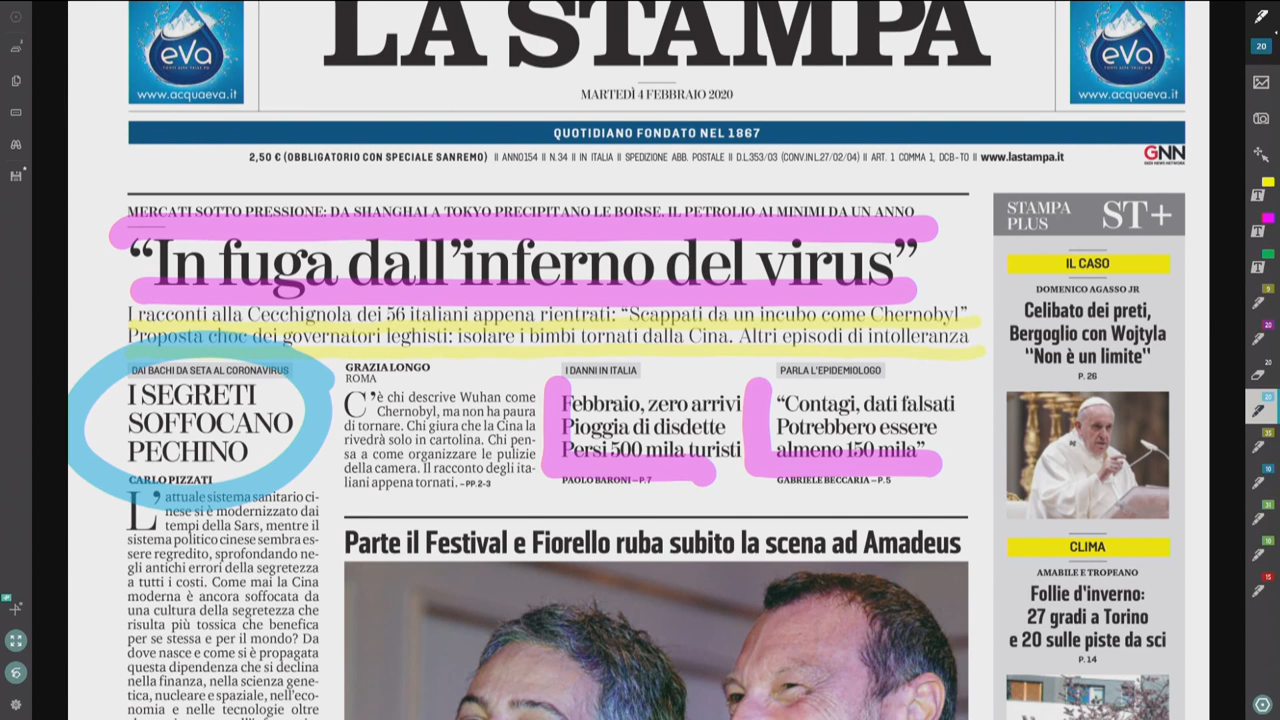 LA STAMPA
eva
www.acquaeva.it
eva
www.acquaeva.it
MARTEDÌ 4 FEBBRAIO 2020
QUOTIDIANO FONDATO NEL 1867
2,50 € (OBBLIGATORIO CON SPECIALE SANREMO) II ANNO154 II N.34 II IN ITALIA II SPEDIZIONE ABB. POSTALE II D.L.353/03 (CONV.IN L.27/02/04) II ART. 1 COMMA 1, DCB-TO II www.lastampa.it
GNN
MERCATI SOTTO PRESSIONE: DA SHANGHAI A TOKYO PRECIPITANO LE BORSE. IL PETROLIO AI MINIMI DA UN ANNO
“In fuga dall’inferno del virus”
I racconti alla Cecchignola dei 56 italiani appena rientrati: “Scappati da un incubo come Chernobyl”
Proposta choc dei governatori leghisti: isolare i bimbi tornati dalla Cina. Altri episodi di intolleranza
DAI BACHI DA SETA AL CORONAVIRUS
I SEGRETI
SOFFOCANO
PECHINO
CARLO PIZZATI
L’attuale sistema sanitario ci-
nese si è modernizzato dai
tempi della Sars, mentre il
sistema politico cinese sembra es-
sere regredito, sprofondando ne-
gli antichi errori della segretezza
a tutti i costi. Come mai la Cina
moderna è ancora soffocata da
una cultura della segretezza che
risulta più tossica che benefica
per se stessa e per il mondo? Da
dove nasce e come si è propagata
questa dipendenza che si declina
nella finanza, nella scienza gene-
tica, nucleare e spaziale, nell’eco-
nomia e nelle tecnologie oltre
GRAZIA LONGO
ROMA
C’è chi descrive Wuhan come
Chernobyl, ma non ha paura
di tornare. Chi giura che la Cina la
rivedrà solo in cartolina. Chi pen-
sa a come organizzare le pulizie
della camera. Il racconto degli ita-
liani appena tornati. – PP. 2-3
I DANNI IN ITALIA
Febbraio, zero arrivi
Pioggia di disdette
Persi 500 mila turisti
PAOLO BARONI – P. 7
PARLA L’EPIDEMIOLOGO
“Contagi, dati falsati
Potrebbero essere
almeno 150 mila”
GABRIELE BECCARIA – P. 5
Parte il Festival e Fiorello ruba subito la scena ad Amadeus
STAMPA
PLUS
ST+
IL CASO
DOMENICO AGASSO JR
Celibato dei preti,
Bergoglio con Wojtyla
"Non è un limite"
P. 26
CLIMA
AMABILE E TROPEANO
Follie d'inverno:
27 gradi a Torino
e 20 sulle piste da sci
P. 14